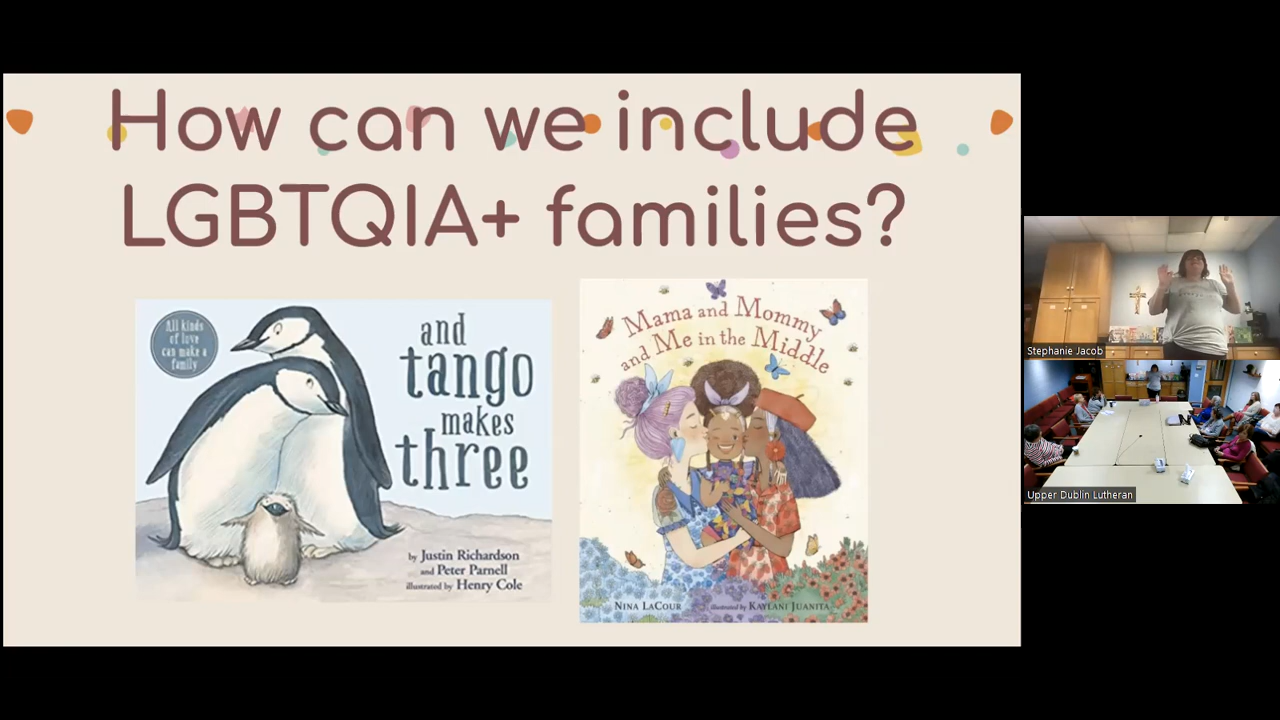 How can we include
LGBTQIA+ families?
All kinds
of love
can make a
family
and
tango
makes
three
by Justin Richardson
and Peter Parnell
illustrated by Henry Cole
Mama and Mommy
and Me in the Middle
NINA LACOUR
illustrated by KAYLANI JUANITA
Stephanie Jacob
Upper Dublin Lutheran